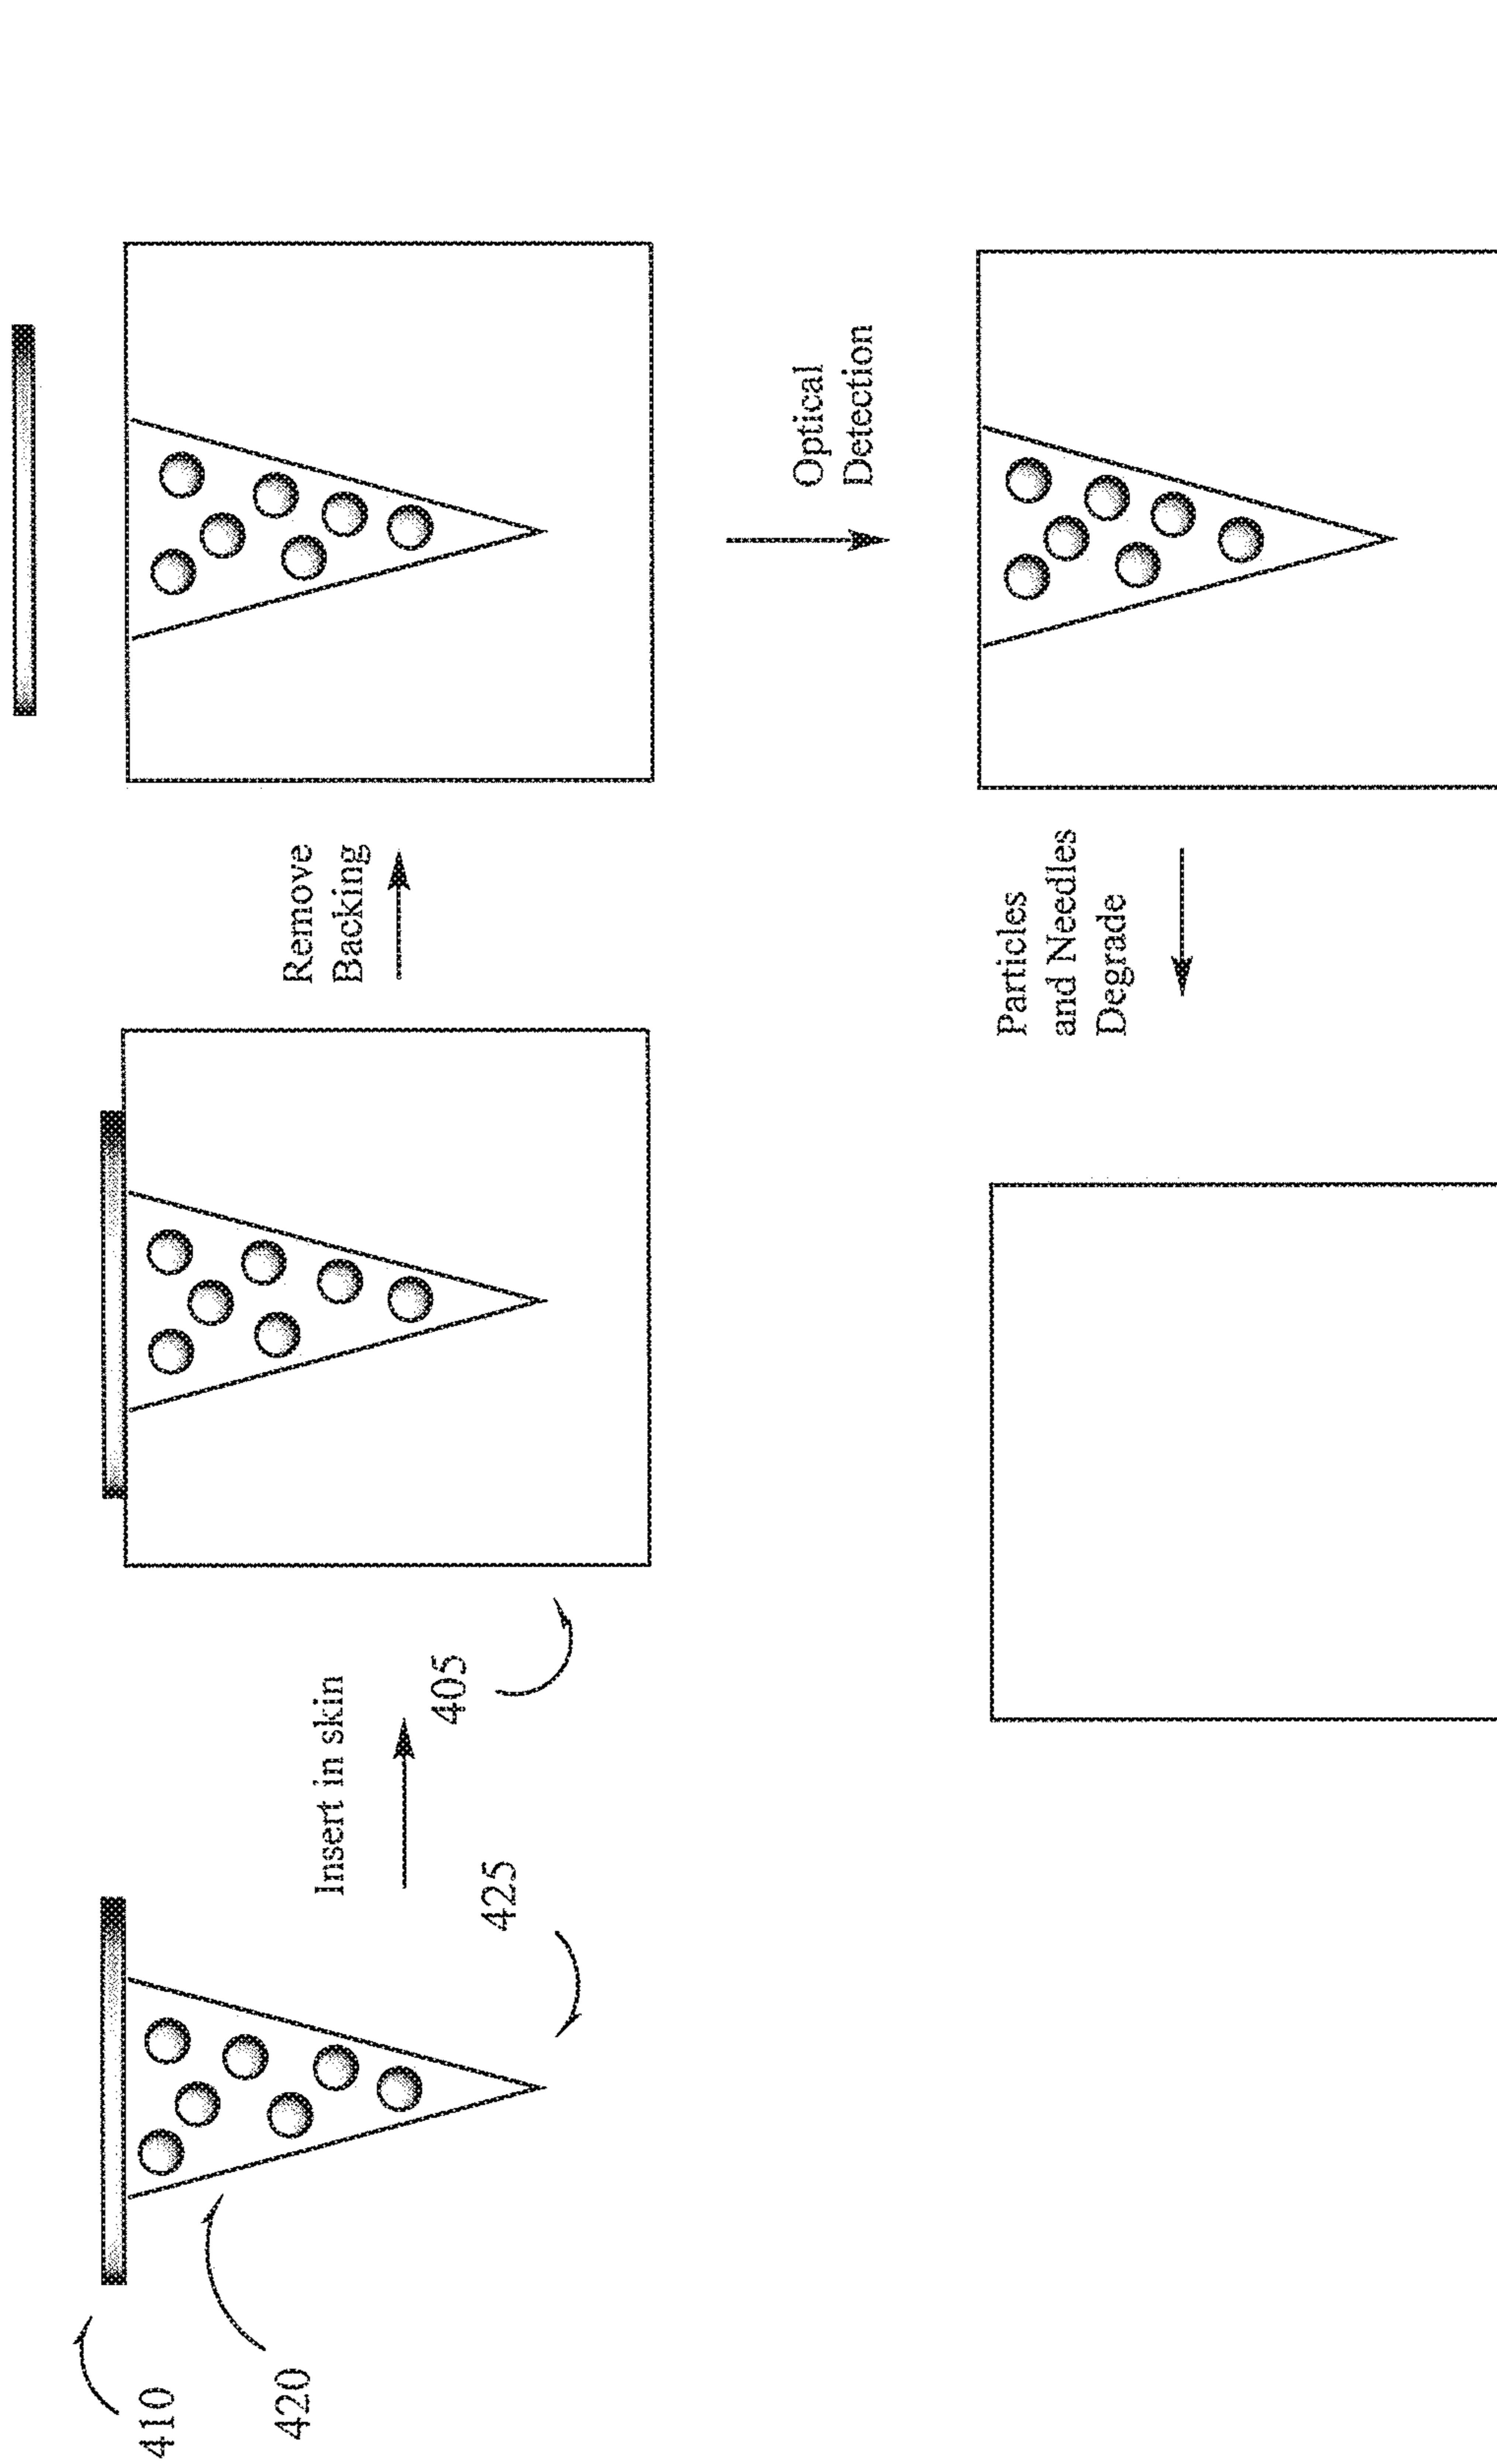 410
420
425
Insert in skin
405
Remove
Backing
Optical
Detection
Particles
and Needles
Degrade